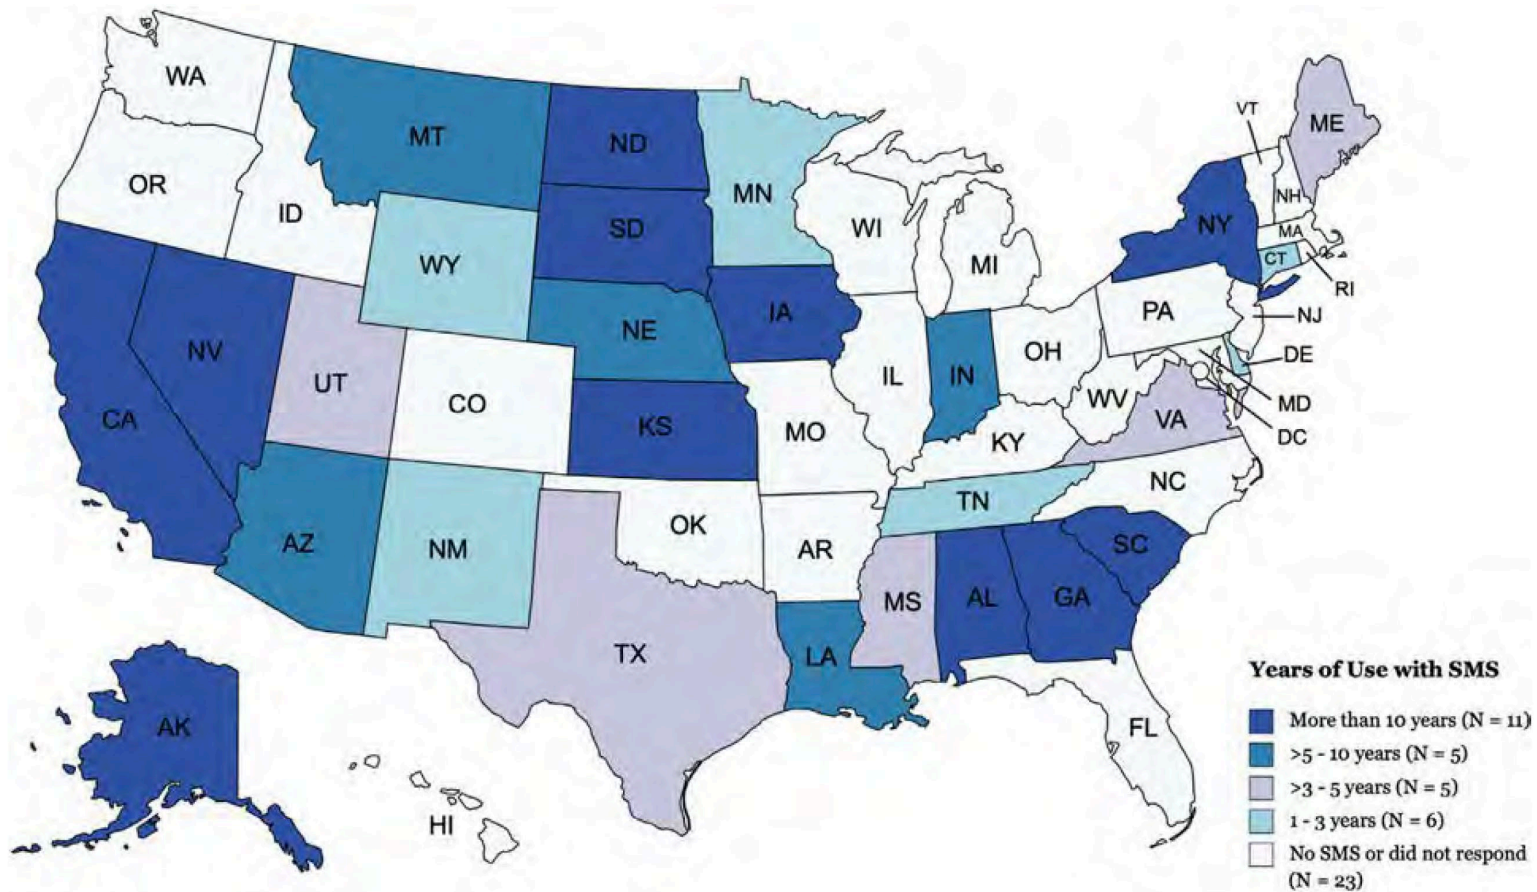 WA
OR
ID
MT
ND
SD
MN
WI
MI
WY
NE
IA
NV
UT
CO
KS
CA
AZ
NM
OK
TX
MO
AR
LA
IL
IN
OH
KY
TN
MS
AL
GA
SC
NC
VA
WV
PA
NY
VT
NH
ME
MA
CT
RI
NJ
DE
MD
DC
FL
AK
HI
Years of Use with SMS
More than 10 years (N = 11)
>5 - 10 years (N = 5)
>3 - 5 years (N = 5)
1 - 3 years (N = 6)
No SMS or did not respond
(N = 23)